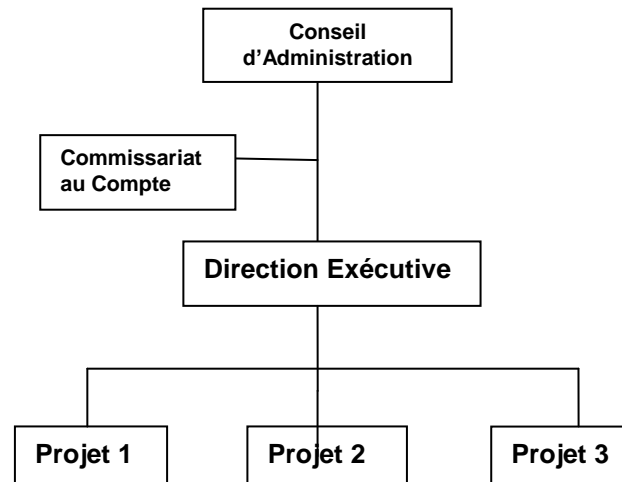 Conseil
d’Administration
Commissariat
au Compte
Direction Exécutive
Projet 1
Projet 2
Projet 3